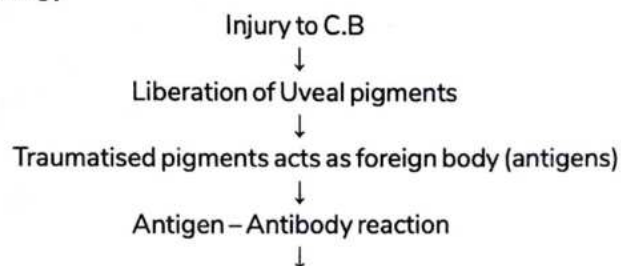 Injury to C.B
↓
Liberation of Uveal pigments
↓
Traumatised pigments acts as foreign body (antigens)
↓
Antigen – Antibody reaction
↓